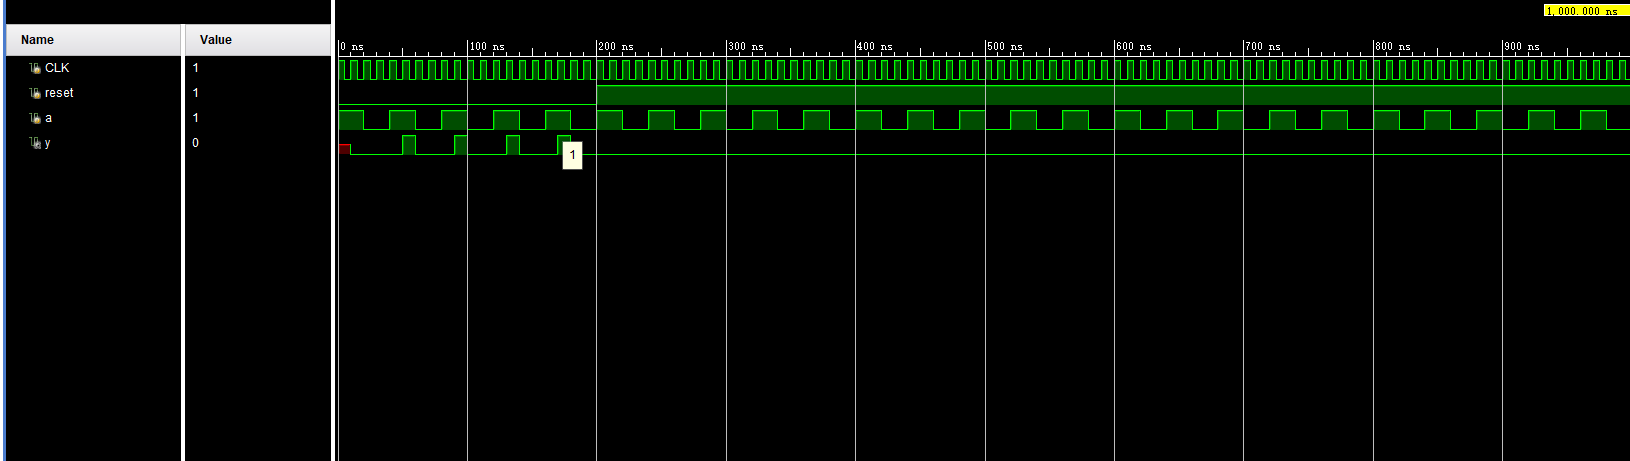 1,000.000 ns
Name Value
0 ns 100 ns 200 ns 300 ns 400 ns 500 ns 600 ns 700 ns 800 ns 900 ns
CLK 1
reset 1
a 1
y 0
1